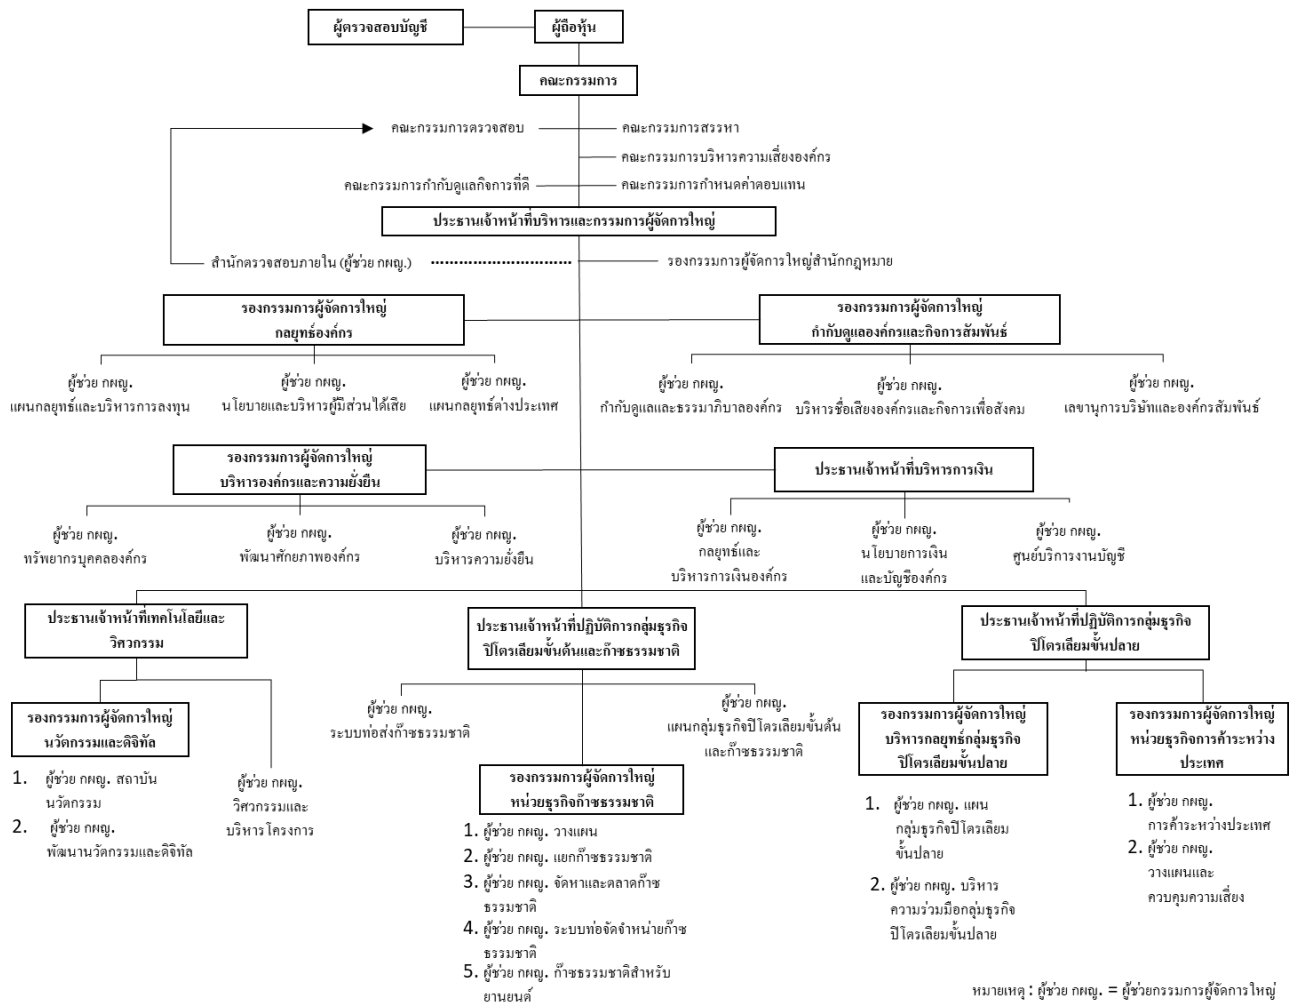 ผู้ตรวจสอบบัญชี
ผู้ถือหุ้น
คณะกรรมการ
คณะกรรมการตรวจสอบ
คณะกรรมการสรรหา
คณะกรรมการบริหารความเสี่ยงองค์กร
คณะกรรมการกำกับดูแลกิจการที่ดี
คณะกรรมการกำหนดค่าตอบแทน
ประธานเจ้าหน้าที่บริหารและกรรมการผู้จัดการใหญ่
สำนักตรวจสอบภายใน (ผู้ช่วย กผญ.)
รองกรรมการผู้จัดการใหญ่สำนักกฎหมาย
รองกรรมการผู้จัดการใหญ่
กลยุทธ์องค์กร
รองกรรมการผู้จัดการใหญ่
กำกับดูแลองค์กรและกิจการสัมพันธ์
ผู้ช่วย กผญ.
แผนกลยุทธ์และบริหารการลงทุน
ผู้ช่วย กผญ.
นโยบายและบริหารผู้มีส่วนได้เสีย
ผู้ช่วย กผญ.
แผนกลยุทธ์ต่างประเทศ
ผู้ช่วย กผญ.
กำกับดูแลและธรรมาภิบาลองค์กร
ผู้ช่วย กผญ.
บริหารชื่อเสียงองค์กรและกิจการเพื่อสังคม
ผู้ช่วย กผญ.
เลขานุการบริษัทและองค์กรสัมพันธ์
รองกรรมการผู้จัดการใหญ่
บริหารองค์กรและความยั่งยืน
ประธานเจ้าหน้าที่บริหารการเงิน
ผู้ช่วย กผญ.
ทรัพยากรบุคคลองค์กร
ผู้ช่วย กผญ.
พัฒนาศักยภาพองค์กร
ผู้ช่วย กผญ.
บริหารความยั่งยืน
ผู้ช่วย กผญ.
กลยุทธ์และ
บริหารการเงินองค์กร
ผู้ช่วย กผญ.
นโยบายการเงิน
และบัญชีองค์กร
ผู้ช่วย กผญ.
ศูนย์บริการงานบัญชี
ประธานเจ้าหน้าที่เทคโนโลยีและ
วิศวกรรม
ประธานเจ้าหน้าที่ปฏิบัติการกลุ่มธุรกิจ
ปิโตรเลียมขั้นต้นและก๊าซธรรมชาติ
ประธานเจ้าหน้าที่ปฏิบัติการกลุ่มธุรกิจ
ปิโตรเลียมขั้นปลาย
รองกรรมการผู้จัดการใหญ่
นวัตกรรมและดิจิทัล
1. ผู้ช่วย กผญ. สถาบัน
นวัตกรรม
2. ผู้ช่วย กผญ.
พัฒนานวัตกรรมและดิจิทัล
ผู้ช่วย กผญ.
วิศวกรรมและ
บริหารโครงการ
ผู้ช่วย กผญ.
ระบบท่อส่งก๊าซธรรมชาติ
ผู้ช่วย กผญ.
แผนกลุ่มธุรกิจปิโตรเลียมขั้นต้น
และก๊าซธรรมชาติ
รองกรรมการผู้จัดการใหญ่
หน่วยธุรกิจก๊าซธรรมชาติ
1. ผู้ช่วย กผญ. วางแผน
2. ผู้ช่วย กผญ. แยกก๊าซธรรมชาติ
3. ผู้ช่วย กผญ. จัดหาและตลาดก๊าซ
ธรรมชาติ
4. ผู้ช่วย กผญ. ระบบท่อจัดจำหน่ายก๊าซ
ธรรมชาติ
5. ผู้ช่วย กผญ. ก๊าซธรรมชาติสำหรับ
ยานยนต์
รองกรรมการผู้จัดการใหญ่
บริหารกลยุทธ์กลุ่มธุรกิจ
ปิโตรเลียมขั้นปลาย
1. ผู้ช่วย กผญ. แผน
กลุ่มธุรกิจปิโตรเลียม
ขั้นปลาย
2. ผู้ช่วย กผญ. บริหาร
ความร่วมมือกลุ่มธุรกิจ
ปิโตรเลียมขั้นปลาย
รองกรรมการผู้จัดการใหญ่
หน่วยธุรกิจการค้าระหว่าง
ประเทศ
1. ผู้ช่วย กผญ.
การค้าระหว่างประเทศ
2. ผู้ช่วย กผญ.
วางแผนและ
ควบคุมความเสี่ยง
หมายเหตุ : ผู้ช่วย กผญ. = ผู้ช่วยกรรมการผู้จัดการใหญ่